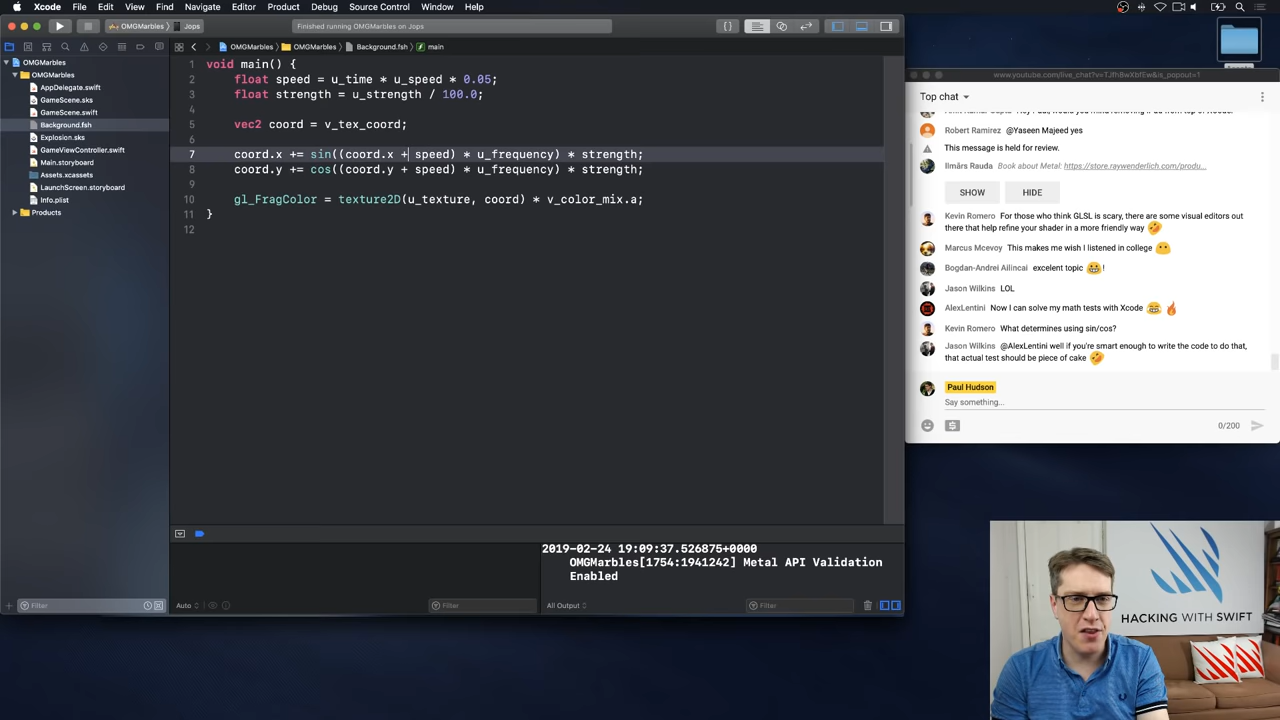 Xcode File Edit View Find Navigate Editor Product Debug Source Control Window Help
OMGMarbles Jops Finished running OMGMarbles on Jops
OMGMarbles OMGMarbles Background.fsh main
OMGMarbles
OMGMarbles
AppDelegate.swift
GameScene.sks
GameScene.swift
Background.fsh
Explosion.sks
GameViewController.swift
Main.storyboard
Assets.xcassets
LaunchScreen.storyboard
Info.plist
Products
1 void main() {
2 float speed = u_time * u_speed * 0.05;
3 float strength = u_strength / 100.0;
4
5 vec2 coord = v_tex_coord;
6
7 coord.x += sin((coord.x + speed) * u_frequency) * strength;
8 coord.y += cos((coord.y + speed) * u_frequency) * strength;
9
10 gl_FragColor = texture2D(u_texture, coord) * v_color_mix.a;
11 }
12
2019-02-24 19:09:37.526875+0000
OMGMarbles[1754:1941242] Metal API Validation
Enabled
Filter
Auto
Filter
All Output
Filter
www.youtube.com/live_chat?v=TJfh8wXbfEw&is_popout=1
Top chat
Robert Ramirez @Yaseen Majeed yes
This message is held for review.
Ilmārs Rauda Book about Metal: https://store.raywenderlich.com/produ...
SHOW HIDE
Kevin Romero For those who think GLSL is scary, there are some visual editors out
there that help refine your shader in a more friendly way
Marcus Mcevoy This makes me wish I listened in college
Bogdan-Andrei Ailincai excelent topic !
Jason Wilkins LOL
AlexLentini Now I can solve my math tests with Xcode
Kevin Romero What determines using sin/cos?
Jason Wilkins @AlexLentini well if you're smart enough to write the code to do that,
that actual test should be piece of cake
Paul Hudson
Say something...
0/200
HACKING WITH SWIFT